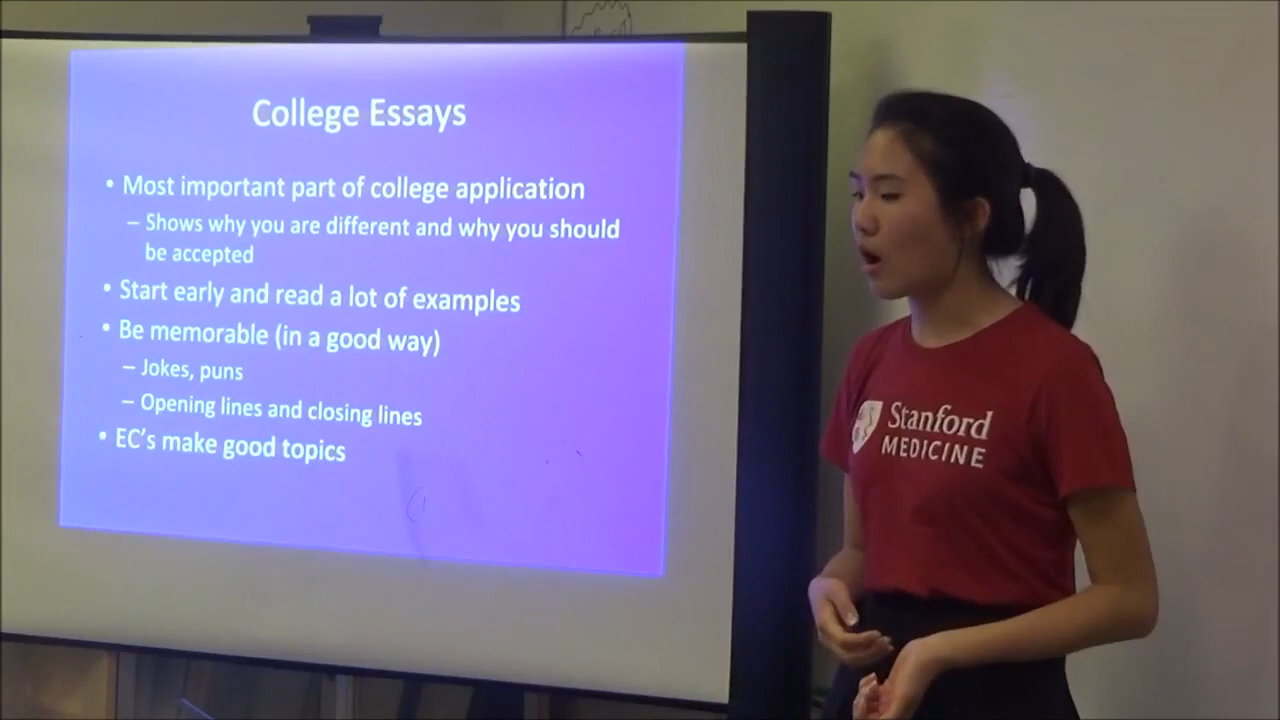 College Essays
• Most important part of college application
– Shows why you are different and why you should
be accepted
• Start early and read a lot of examples
• Be memorable (in a good way)
– Jokes, puns
– Opening lines and closing lines
• EC's make good topics
Stanford
MEDICINE